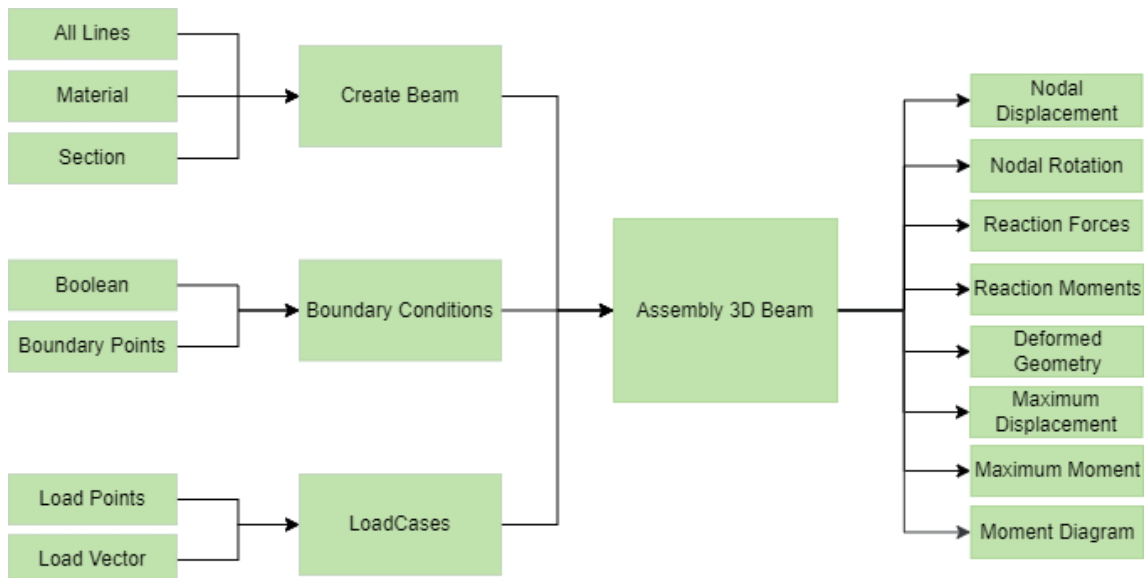 All Lines
Material
Section
Create Beam
Boolean
Boundary Points
Boundary Conditions
Load Points
Load Vector
LoadCases
Assembly 3D Beam
Nodal
Displacement
Nodal Rotation
Reaction Forces
Reaction Moments
Deformed
Geometry
Maximum
Displacement
Maximum Moment
Moment Diagram